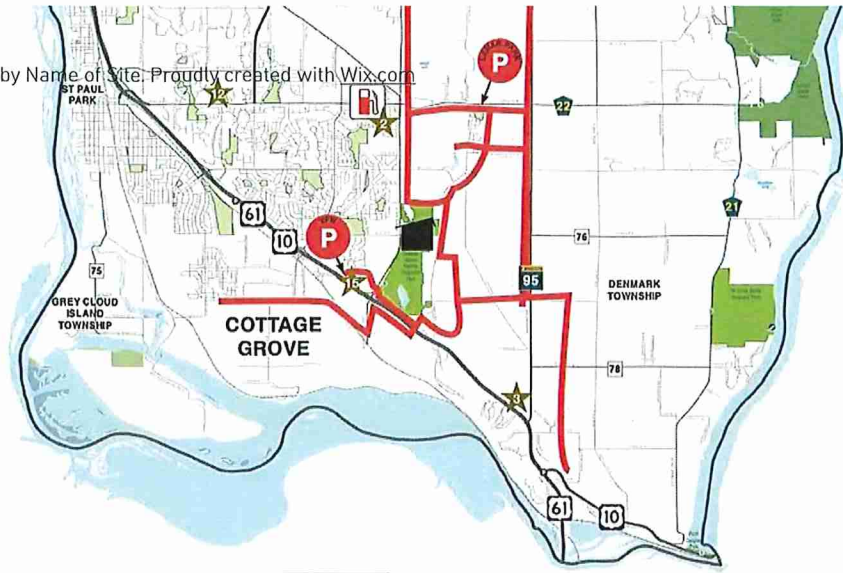 by Name of Site. Proudly created with Wix.com
ST PAUL
PARK
12
2
P
22
61
10
P
21
76
75
15
95
GREY CLOUD
ISLAND
TOWNSHIP
DENMARK
TOWNSHIP
COTTAGE
GROVE
78
3
61
10